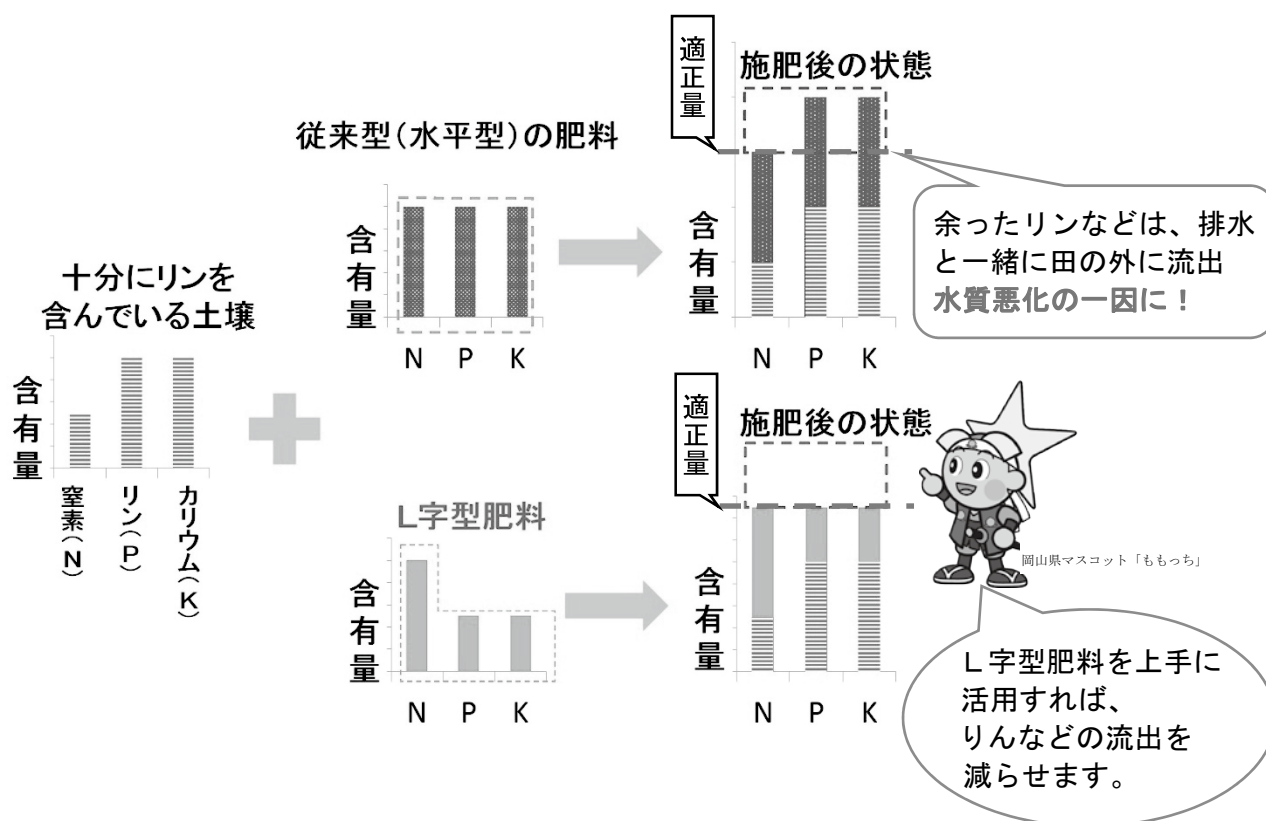 十分にリンを
含んでいる土壌
含有量
窒素(N)
リン(P)
カリウム(K)
従来型(水平型)の肥料
含有量
N P K
適正量
施肥後の状態
含有量
N P K
余ったリンなどは、排水
と一緒に田の外に流出
水質悪化の一因に！
L字型肥料
含有量
N P K
適正量
施肥後の状態
含有量
N P K
岡山県マスコット「ももっち」
L字型肥料を上手に
活用すれば、
りんなどの流出を
減らせます。